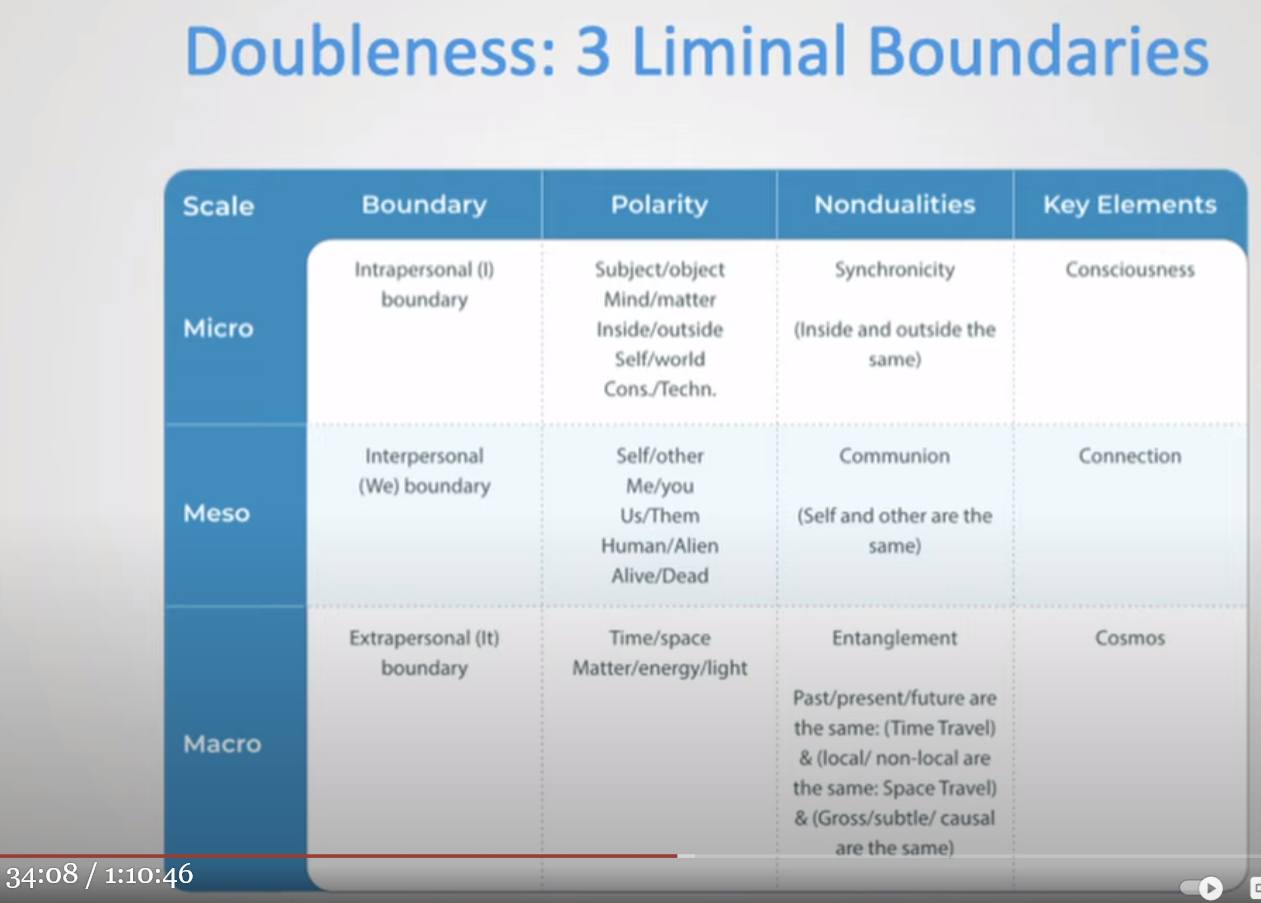 Doubleness: 3 Liminal Boundaries
Scale
Boundary
Polarity
Nondualities
Key Elements
Micro
Intrapersonal (I)
boundary
Subject/object
Mind/matter
Inside/outside
Self/world
Cons./Techn.
Synchronicity
(Inside and outside the
same)
Consciousness
Meso
Interpersonal
(We) boundary
Self/other
Me/you
Us/Them
Human/Alien
Alive/Dead
Communion
(Self and other are the
same)
Connection
Macro
Extrapersonal (It)
boundary
Time/space
Matter/energy/light
Entanglement
Past/present/future are
the same: (Time Travel)
& (local/ non-local are
the same: Space Travel)
& (Gross/subtle/ causal
are the same)
Cosmos
34:08 / 1:10:46